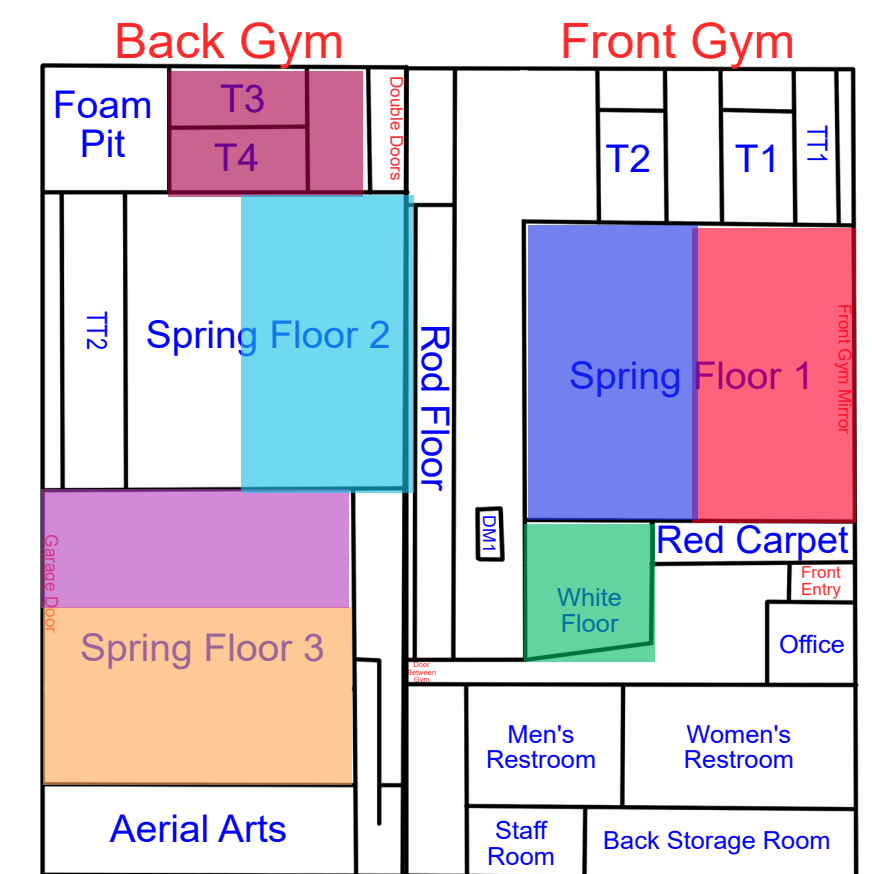 Back Gym
Front Gym
Foam
Pit
T3
T4
Double Doors
T2
T1
TT1
TT2
Spring Floor 2
Rod Floor
Spring Floor 1
Front Gym Mirror
DM1
Red Carpet
Garage Door
Spring Floor 3
White
Floor
Front
Entry
Office
Door
Between
Gym
Men's
Restroom
Women's
Restroom
Aerial Arts
Staff
Room
Back Storage Room